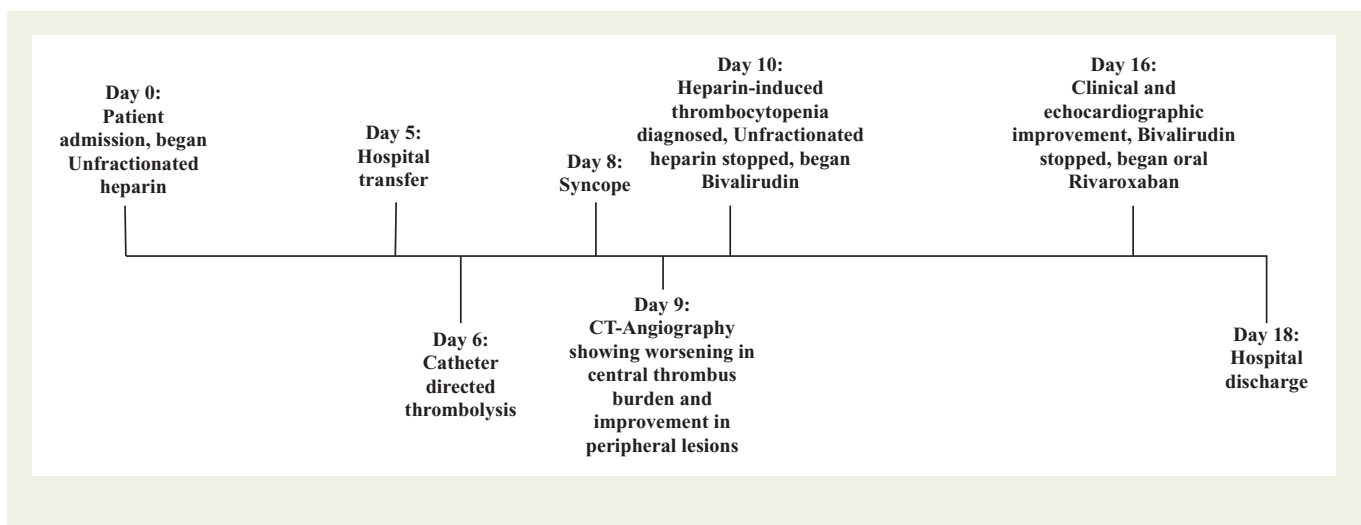 Day 0:
Patient
admission, began
Unfractionated
heparin
Day 5:
Hospital
transfer
Day 6:
Catheter
directed
thrombolysis
Day 8:
Syncope
Day 9:
CT-Angiography
showing worsening in
central thrombus
burden and
improvement in
peripheral lesions
Day 10:
Heparin-induced
thrombocytopenia
diagnosed, Unfractionated
heparin stopped, began
Bivalirudin
Day 16:
Clinical and
echocardiographic
improvement, Bivalirudin
stopped, began oral
Rivaroxaban
Day 18:
Hospital
discharge